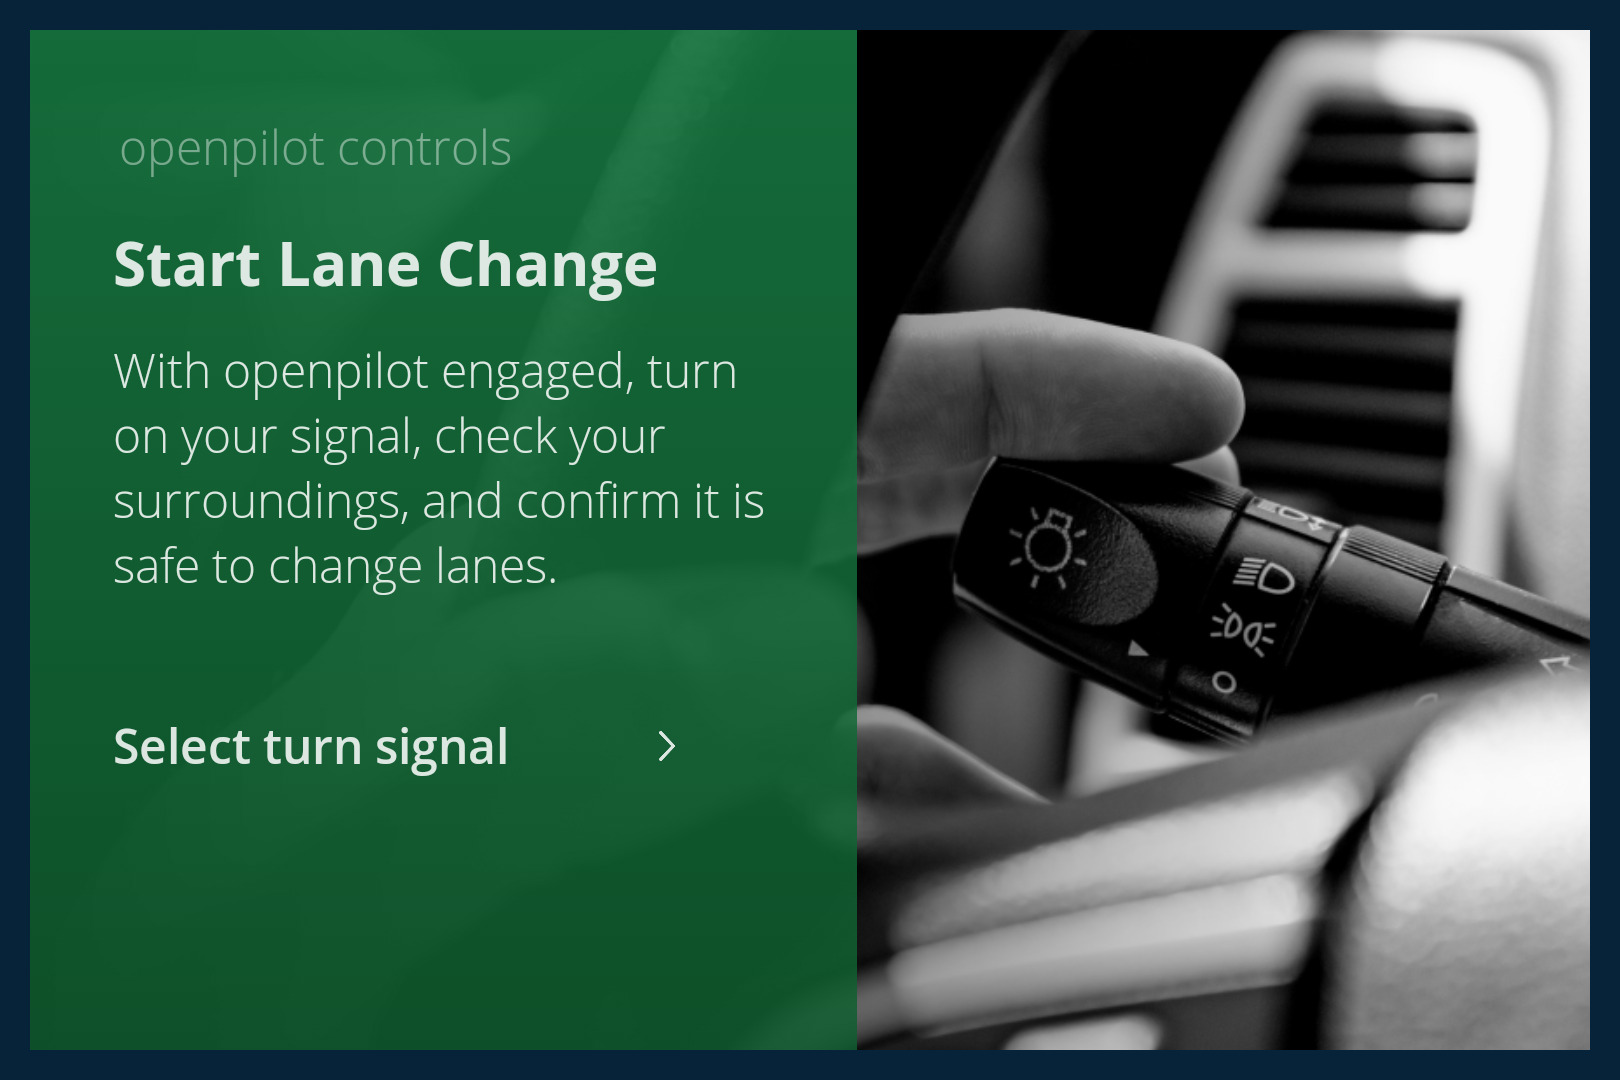 openpilot controls
Start Lane Change
With openpilot engaged, turn
on your signal, check your
surroundings, and confirm it is
safe to change lanes.
Select turn signal